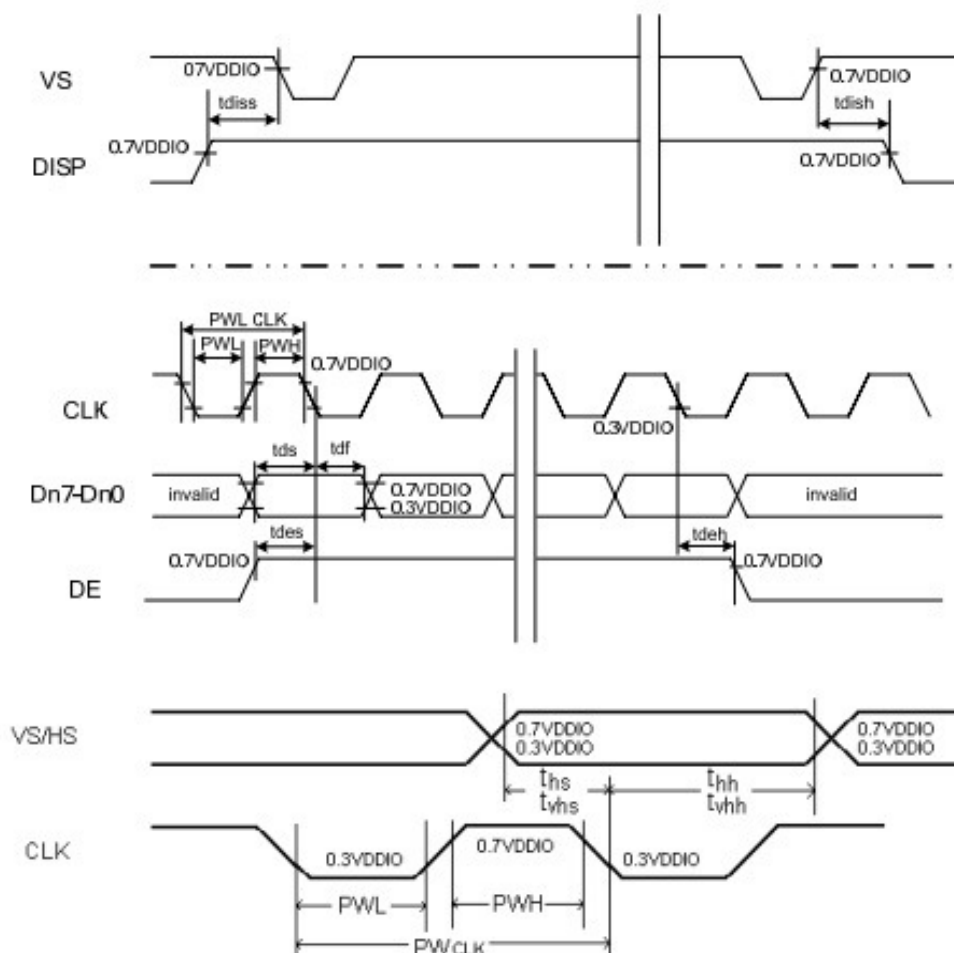 VS
07VDDIO
0.7VDDIO
tdiss
tdish
0.7VDDIO
0.7VDDIO
DISP
PWL CLK
PWL
PWH
0.7VDDIO
CLK
0.3VDDIO
tds
tdf
Dn7-Dn0
invalid
0.7VDDIO
0.3VDDIO
invalid
tdes
tdeh
0.7VDDIO
0.7VDDIO
DE
VS/HS
0.7VDDIO
0.3VDDIO
0.7VDDIO
0.3VDDIO
ths
tvhs
thh
tvhh
CLK
0.3VDDIO
0.7VDDIO
0.3VDDIO
PWL
PWH
PWCLK